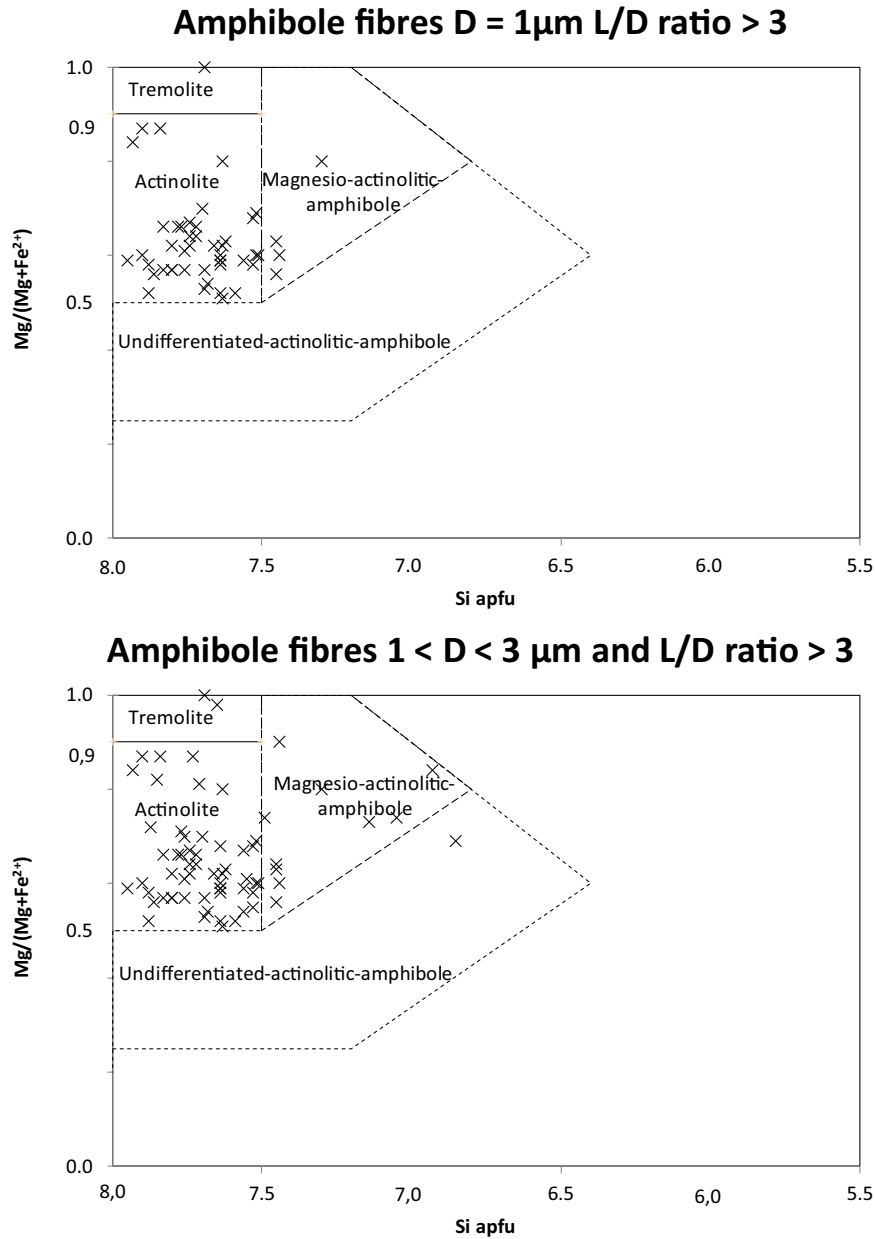 Amphibole fibres D = 1µm L/D ratio > 3
1.0
Tremolite
0.9
Actinolite
Magnesio-actinolitic-
amphibole
Mg/(Mg+Fe²⁺)
0.5
Undifferentiated-actinolitic-amphibole
0.0
8.0 7.5 7.0 6.5 6.0 5.5
Si apfu
Amphibole fibres 1 < D < 3 µm and L/D ratio > 3
1.0
Tremolite
0,9
Magnesio-actinolitic-
amphibole
Actinolite
Mg/(Mg+Fe²⁺)
0.5
Undifferentiated-actinolitic-amphibole
0.0
8,0 7.5 7,0 6.5 6,0 5.5
Si apfu